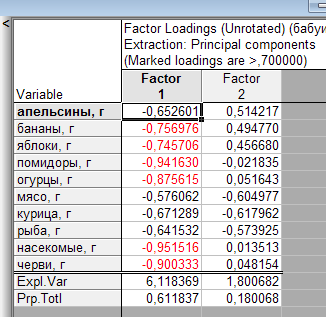 <
Factor Loadings (Unrotated) (бабуи
Extraction: Principal components
(Marked loadings are >,700000)
Variable Factor 1 Factor 2
апельсины, г -0,652601 0,514217
бананы, г -0,756976 0,494770
яблоки, г -0,745706 0,456680
помидоры, г -0,941630 -0,021835
огурцы, г -0,875615 0,051643
мясо, г -0,576062 -0,604977
курица, г -0,671289 -0,617962
рыба, г -0,641532 -0,573925
насекомые, г -0,951516 0,013513
черви, г -0,900333 0,048154
Expl.Var 6,118369 1,800682
Prp.Totl 0,611837 0,180068